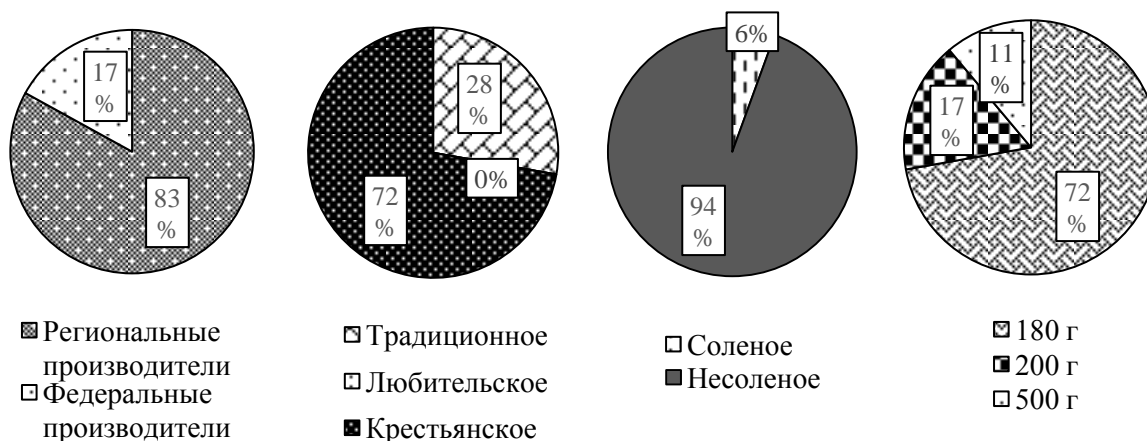 17
%
83
%
28
%
0%
72
%
6%
94
%
11
%
17
%
72
%
Региональные
производители
Федеральные
производители
Традиционное
Любительское
Крестьянское
Соленое
Несоленое
180 г
200 г
500 г